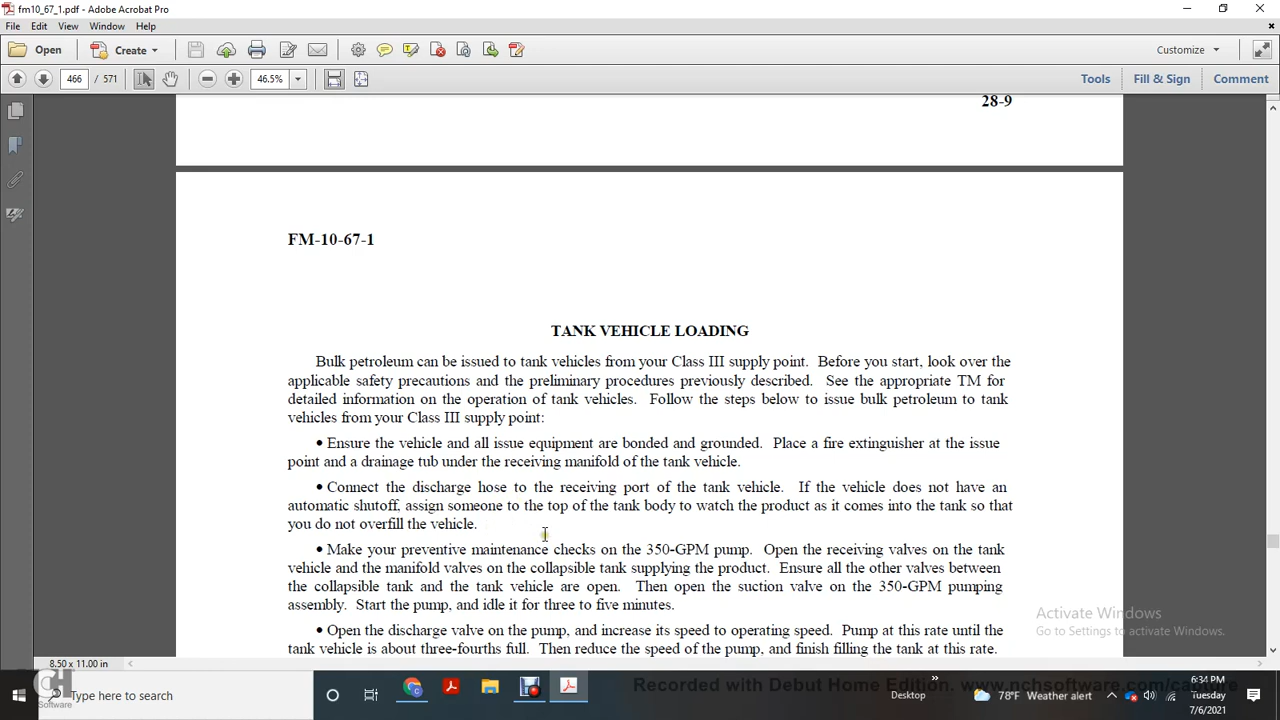 fm10_67_1.pdf - Adobe Acrobat Pro
File Edit View Window Help
Open Create Customize
466 / 571 46.5% Tools Fill & Sign Comment
28-9
FM-10-67-1
TANK VEHICLE LOADING
Bulk petroleum can be issued to tank vehicles from your Class III supply point. Before you start, look over the
applicable safety precautions and the preliminary procedures previously described. See the appropriate TM for
detailed information on the operation of tank vehicles. Follow the steps below to issue bulk petroleum to tank
vehicles from your Class III supply point:
• Ensure the vehicle and all issue equipment are bonded and grounded. Place a fire extinguisher at the issue
point and a drainage tub under the receiving manifold of the tank vehicle.
• Connect the discharge hose to the receiving port of the tank vehicle. If the vehicle does not have an
automatic shutoff, assign someone to the top of the tank body to watch the product as it comes into the tank so that
you do not overfill the vehicle.
• Make your preventive maintenance checks on the 350-GPM pump. Open the receiving valves on the tank
vehicle and the manifold valves on the collapsible tank supplying the product. Ensure all the other valves between
the collapsible tank and the tank vehicle are open. Then open the suction valve on the 350-GPM pumping
assembly. Start the pump, and idle it for three to five minutes.
• Open the discharge valve on the pump, and increase its speed to operating speed. Pump at this rate until the
tank vehicle is about three-fourths full. Then reduce the speed of the pump, and finish filling the tank at this rate.
Activate Windows
Go to Settings to activate Windows.
8.50 x 11.00 in
Recorded with Debut Home Edition. www.nchsoftware.com/capture
NCH
Software
Type here to search
Desktop
78°F Weather alert
6:34 PM
Tuesday
7/6/2021